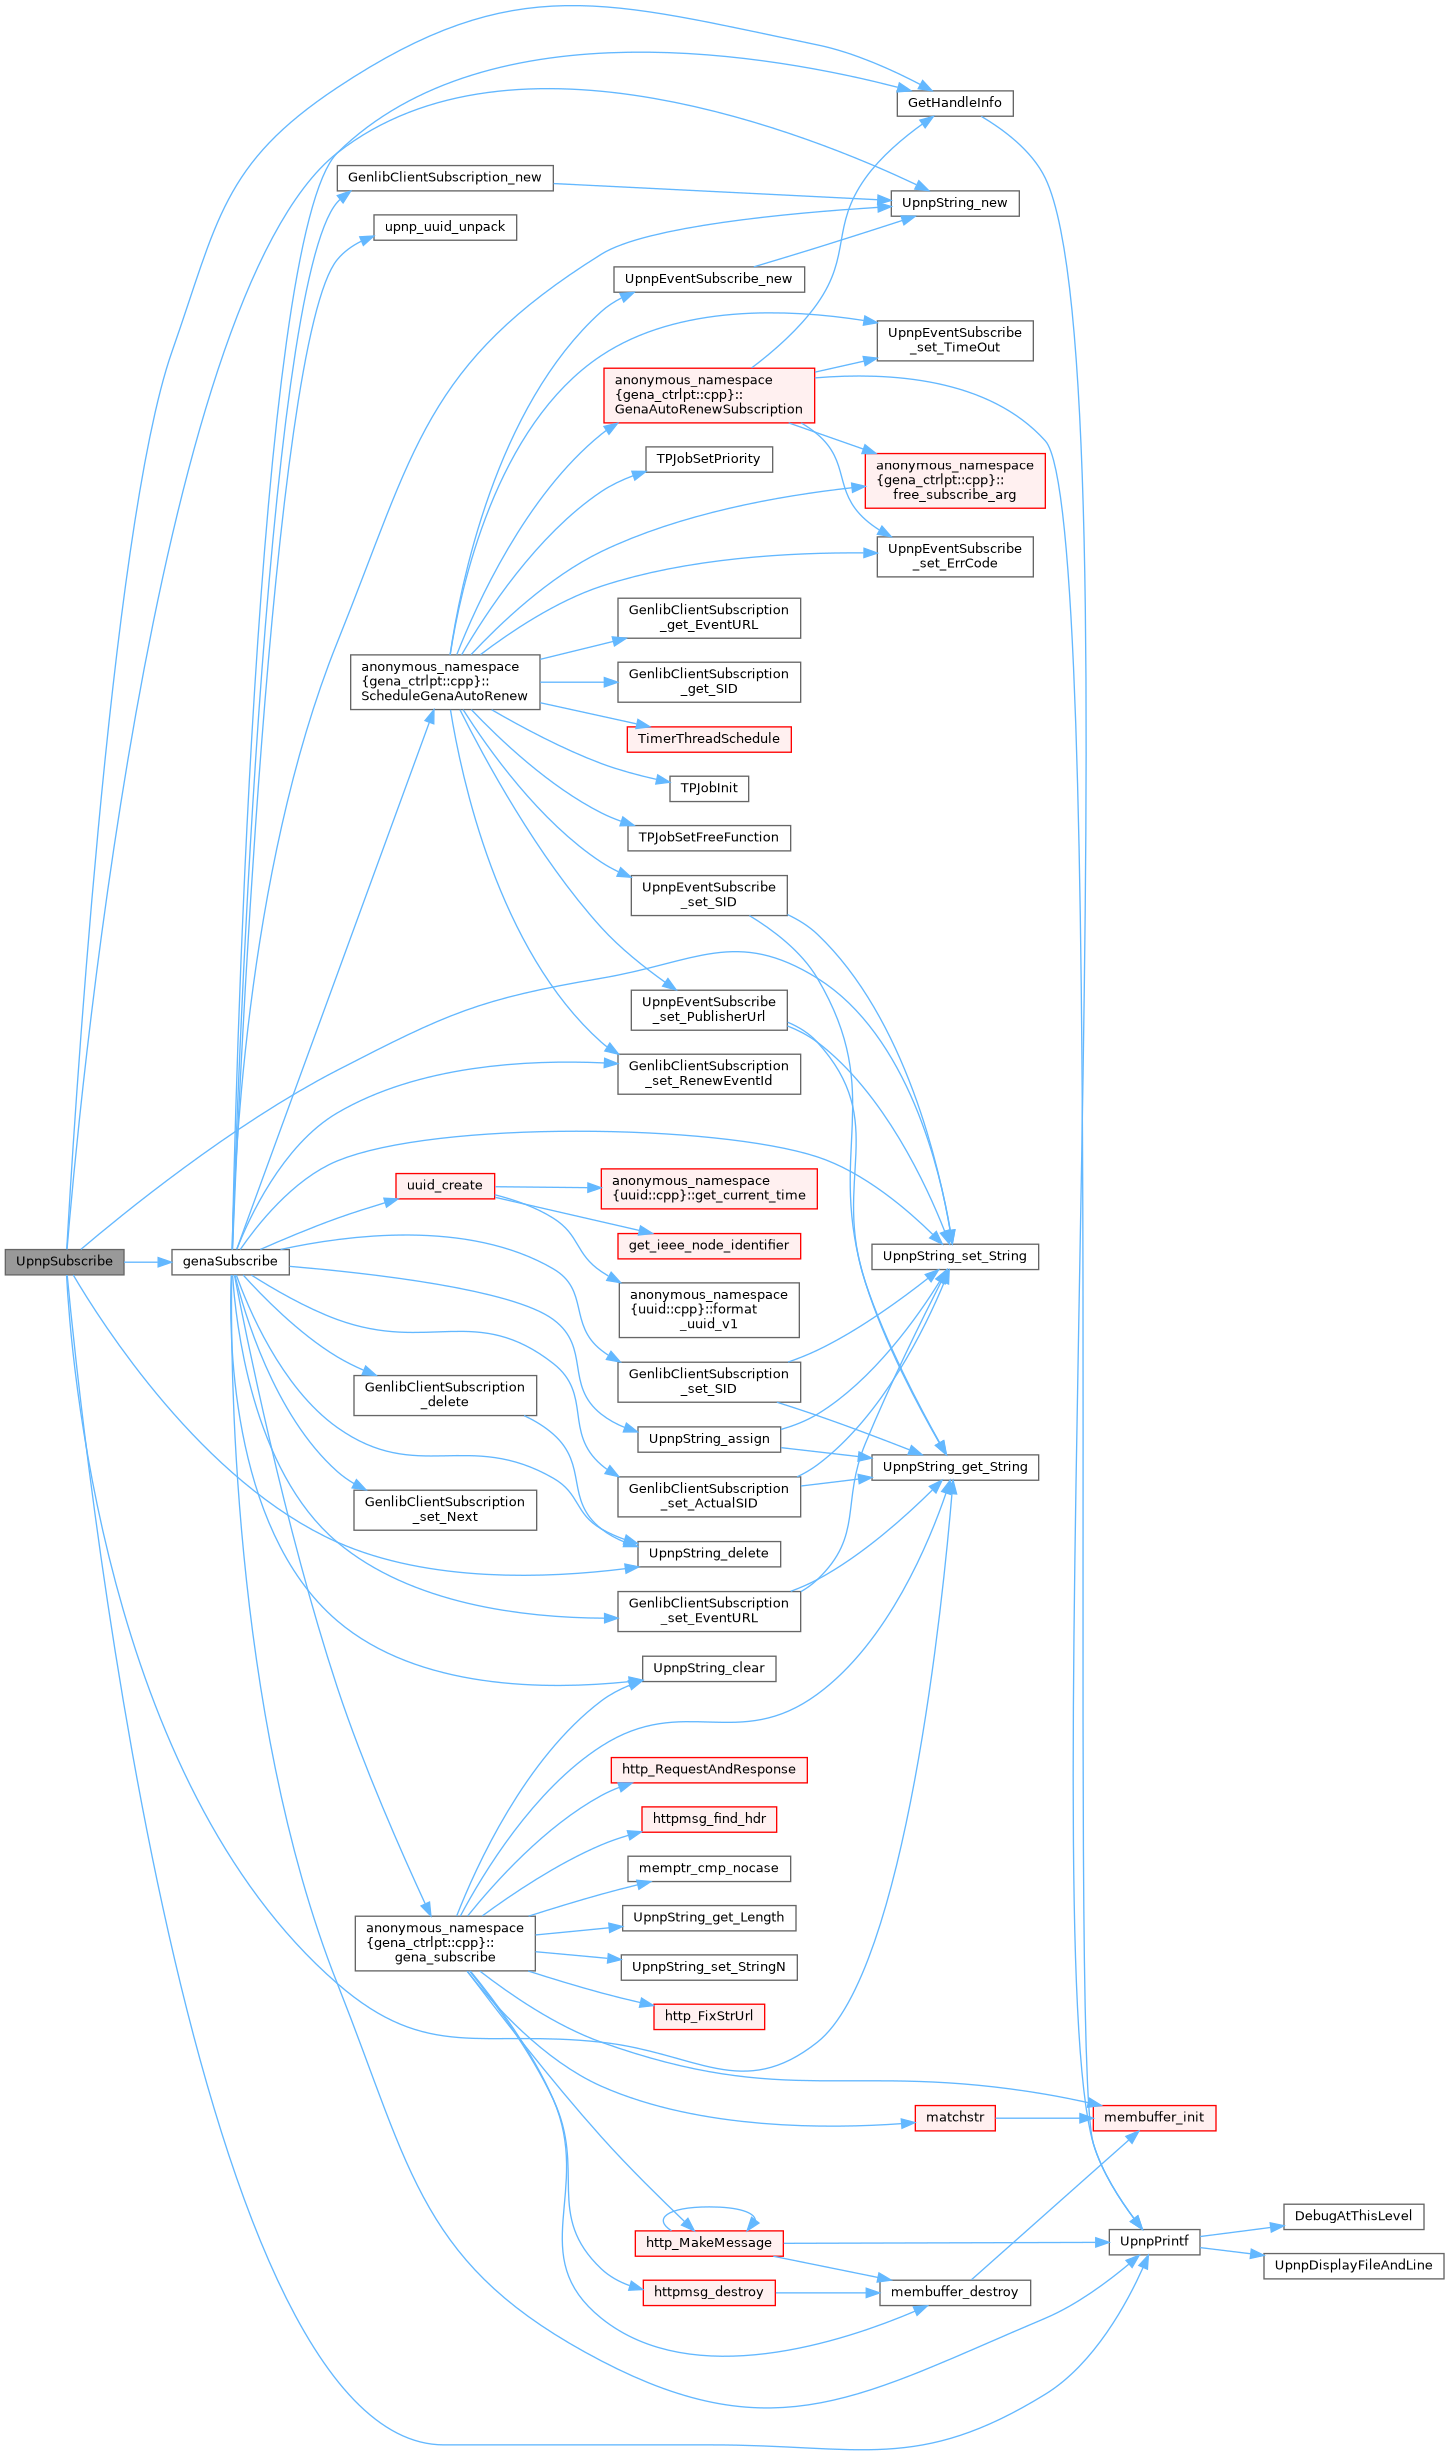 GetHandleInfo
GenlibClientSubscription_new
UpnpString_new
upnp_uuid_unpack
UpnpEventSubscribe_new
UpnpEventSubscribe
_set_TimeOut
anonymous_namespace
{gena_ctrlpt::cpp}::
GenaAutoRenewSubscription
TPJobSetPriority
anonymous_namespace
{gena_ctrlpt::cpp}::
free_subscribe_arg
UpnpEventSubscribe
_set_ErrCode
GenlibClientSubscription
_get_EventURL
anonymous_namespace
{gena_ctrlpt::cpp}::
ScheduleGenaAutoRenew
GenlibClientSubscription
_get_SID
TimerThreadSchedule
TPJobInit
TPJobSetFreeFunction
UpnpEventSubscribe
_set_SID
UpnpEventSubscribe
_set_PublisherUrl
GenlibClientSubscription
_set_RenewEventId
uuid_create
anonymous_namespace
{uuid::cpp}::get_current_time
get_ieee_node_identifier
UpnpString_set_String
UpnpSubscribe
genaSubscribe
anonymous_namespace
{uuid::cpp}::format
_uuid_v1
GenlibClientSubscription
_set_SID
GenlibClientSubscription
_delete
UpnpString_assign
UpnpString_get_String
GenlibClientSubscription
_set_ActualSID
GenlibClientSubscription
_set_Next
UpnpString_delete
GenlibClientSubscription
_set_EventURL
UpnpString_clear
http_RequestAndResponse
httpmsg_find_hdr
memptr_cmp_nocase
UpnpString_get_Length
anonymous_namespace
{gena_ctrlpt::cpp}::
gena_subscribe
UpnpString_set_StringN
http_FixStrUrl
matchstr
membuffer_init
DebugAtThisLevel
http_MakeMessage
UpnpPrintf
UpnpDisplayFileAndLine
httpmsg_destroy
membuffer_destroy